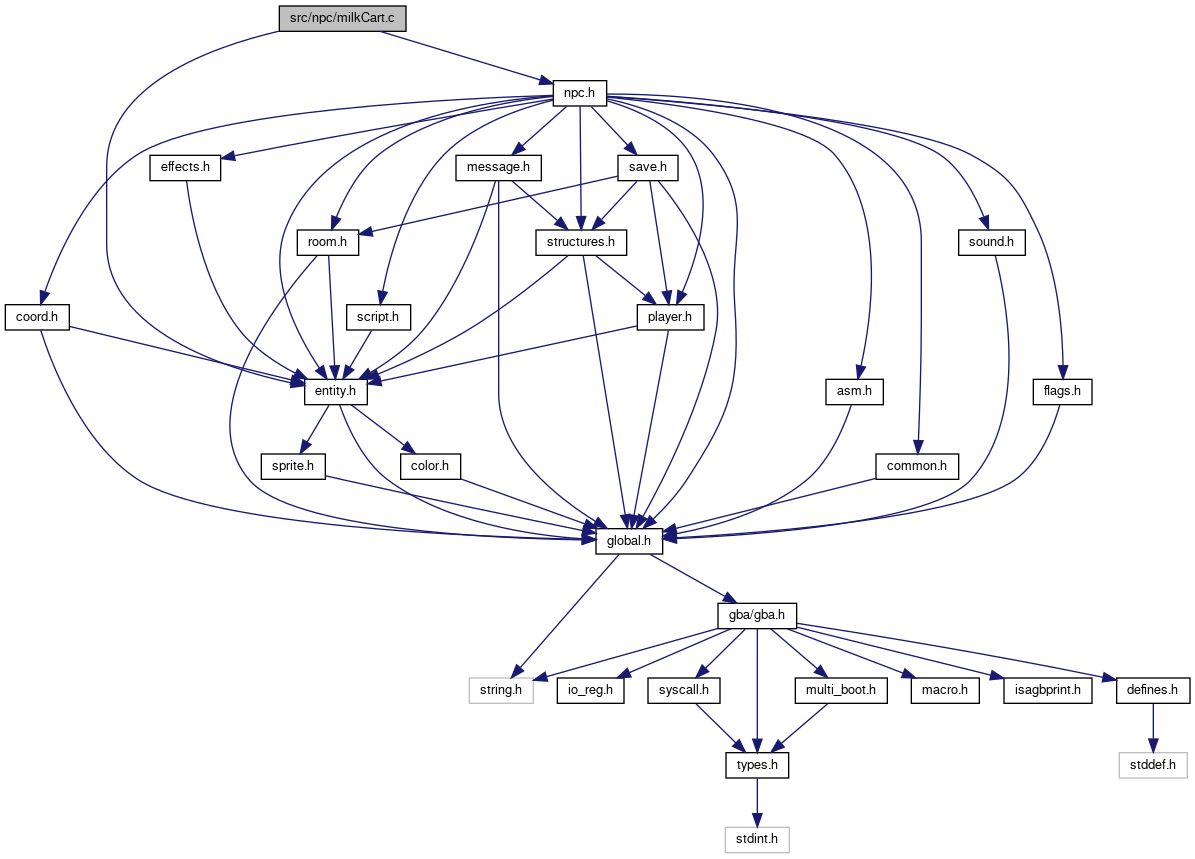 src/npc/milkCart.c
npc.h
effects.h
message.h
save.h
room.h
structures.h
sound.h
coord.h
script.h
player.h
entity.h
asm.h
flags.h
sprite.h
color.h
common.h
global.h
gba/gba.h
string.h
io_reg.h
syscall.h
multi_boot.h
macro.h
isagbprint.h
defines.h
types.h
stddef.h
stdint.h